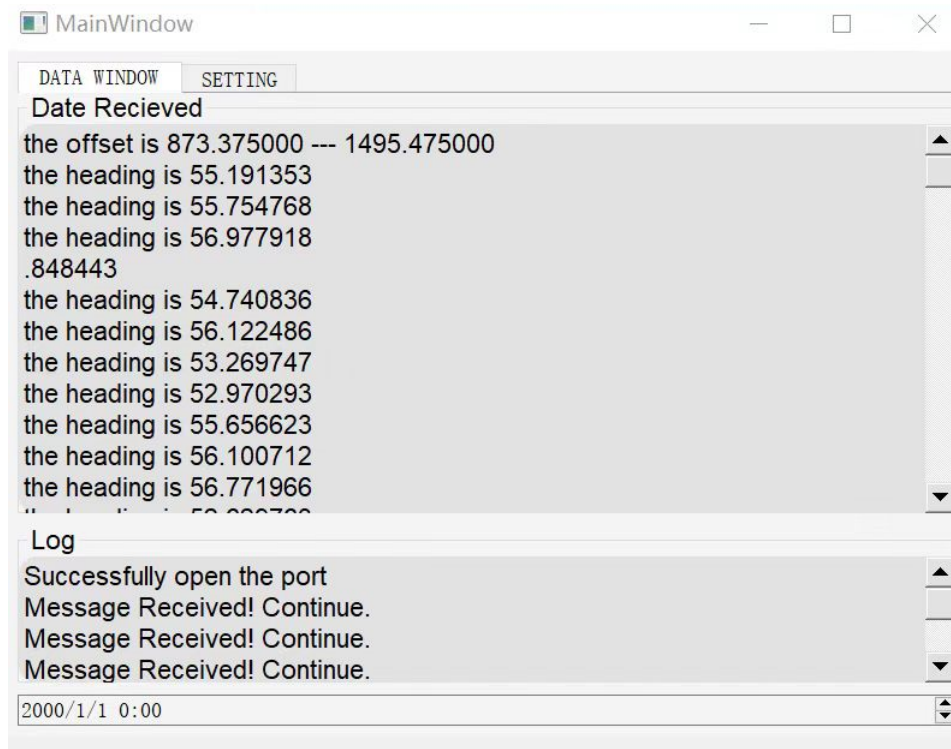 MainWindow
DATA WINDOW SETTING
Date Recieved
the offset is 873.375000 --- 1495.475000
the heading is 55.191353
the heading is 55.754768
the heading is 56.977918
.848443
the heading is 54.740836
the heading is 56.122486
the heading is 53.269747
the heading is 52.970293
the heading is 55.656623
the heading is 56.100712
the heading is 56.771966
Log
Successfully open the port
Message Received! Continue.
Message Received! Continue.
Message Received! Continue.
2000/1/1 0:00